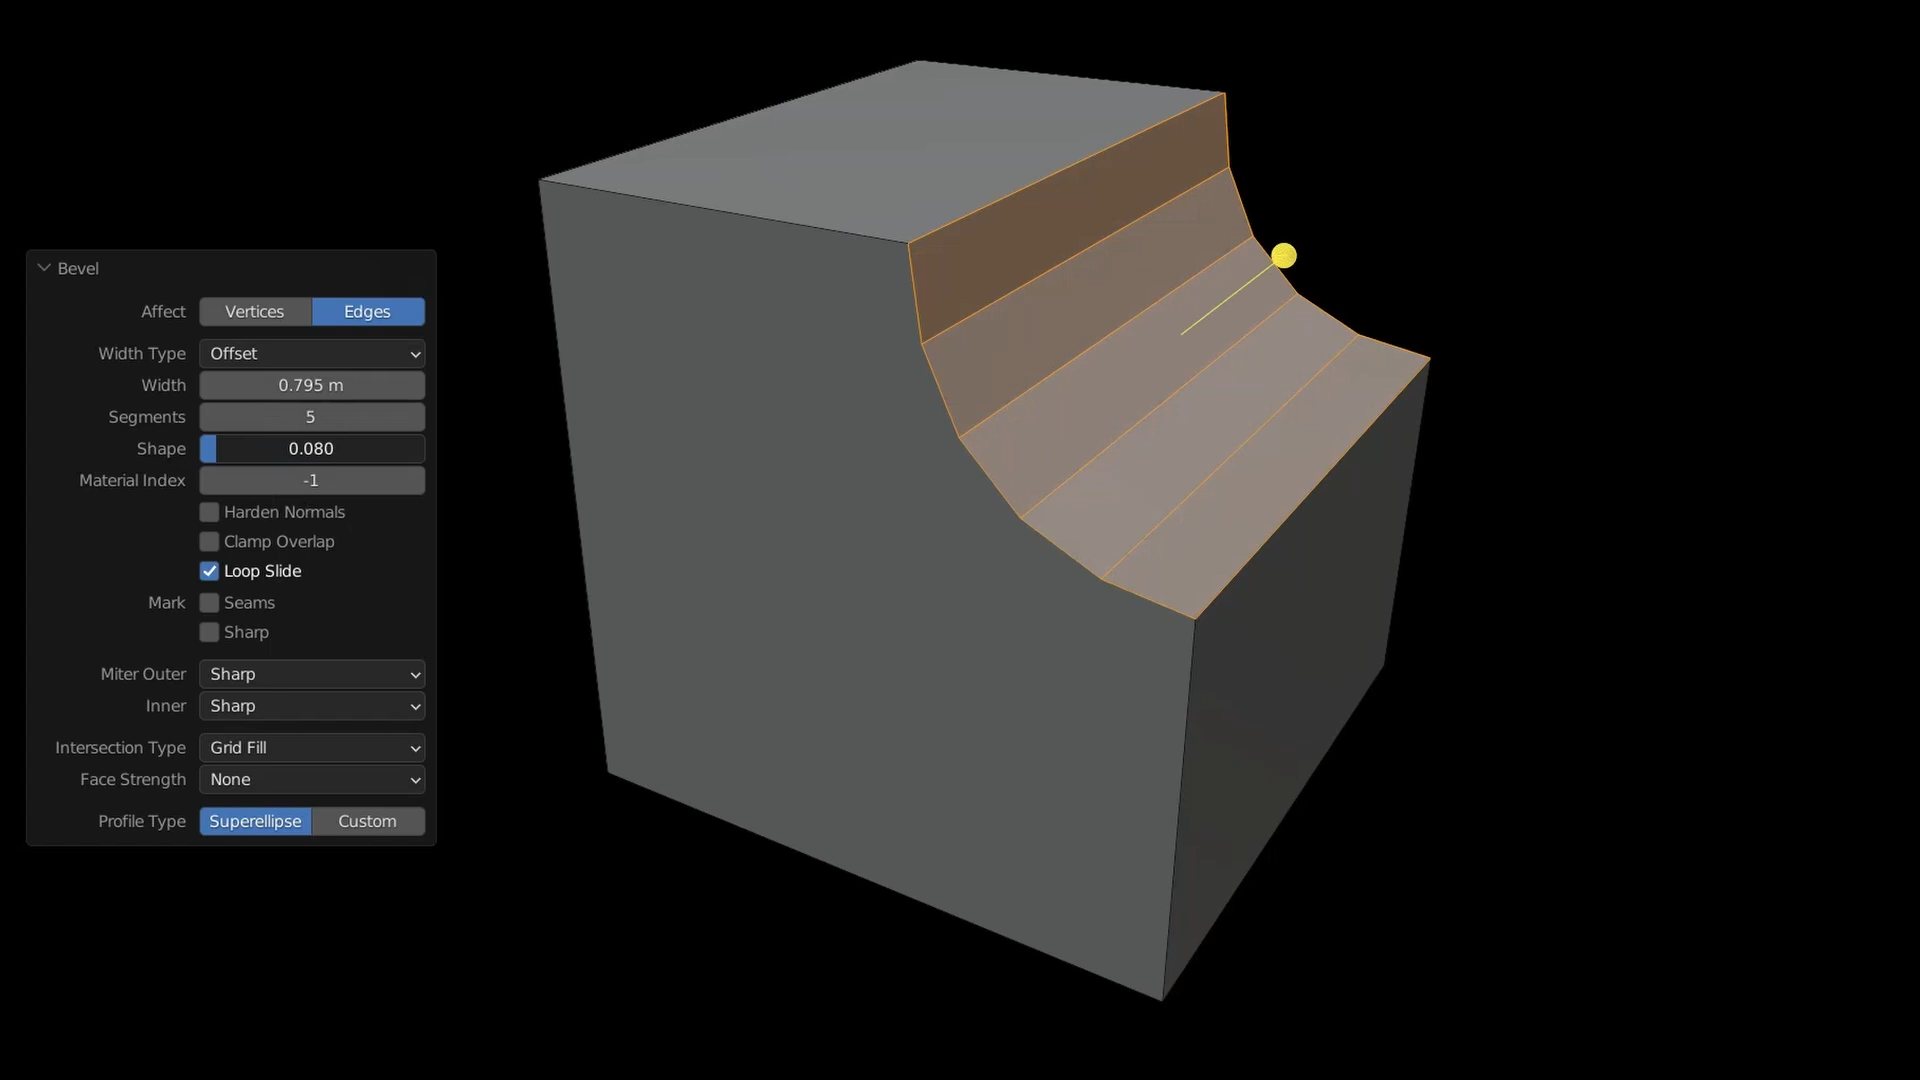 Bevel
Affect Vertices Edges
Width Type Offset
Width 0.795 m
Segments 5
Shape 0.080
Material Index -1
Harden Normals
Clamp Overlap
Loop Slide
Mark Seams
Sharp
Miter Outer Sharp
Inner Sharp
Intersection Type Grid Fill
Face Strength None
Profile Type Superellipse Custom